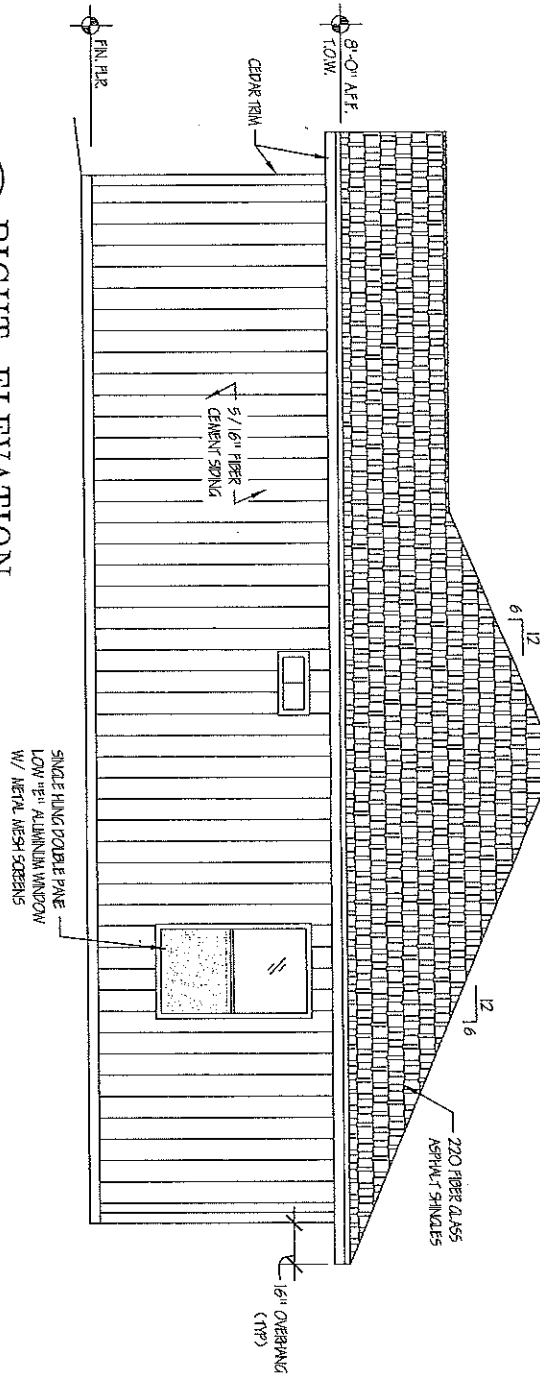 12
6
12
6
220 FIBER GLASS
ASPHALT SHINGLES
8'-0" A.F.F.
T.O.W.
CEDAR TRIM
16" OVERHANG
(TYP)
5/16" FIBER
CEMENT SIDING
FIN. FLR.
SINGLE HUNG DOUBLE PANE
LOW "E" ALUMINUM WINDOW
W/ METAL MESH SCREENS
RIGHT ELEVATION